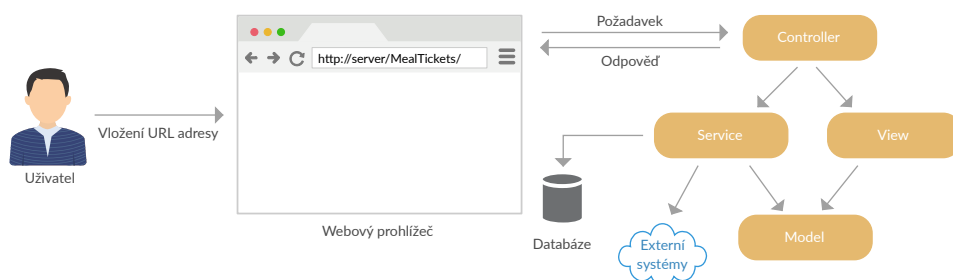 Požadavek
Controller
http://server/MealTickets/
Odpověď
Vložení URL adresy
Service
View
Uživatel
Webový prohlížeč
Databáze
Externí
systémy
Model